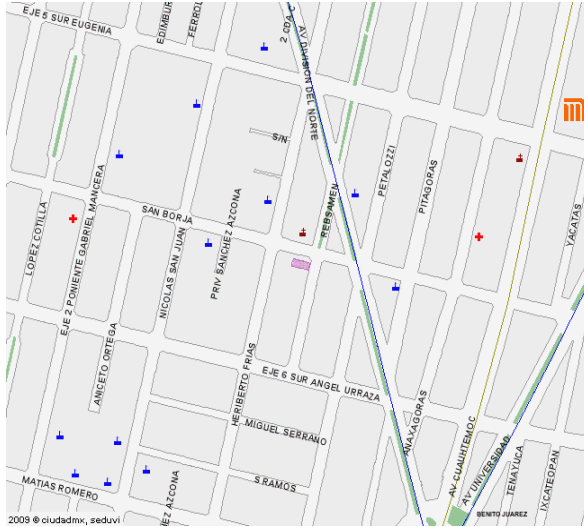 EJE 5 SUR EUGENIA
EDIMBUR
FERROL
2 CDA
AV DIVISION DEL NORTE
S/N
PETALOZZI
PITAGORAS
REBSAMEN
YACATAS
LOPEZ COTILLA
EJE 2 PONIENTE GABRIEL MANCERA
SAN BORJA
NICOLAS SAN JUAN
PRIV SANCHEZ AZCONA
ANICETO ORTEGA
HERIBERTO FRIAS
EJE 6 SUR ANGEL URRAZA
MIGUEL SERRANO
ANAXAGORAS
AV CUAUHTEMOC
AV UNIVERSIDAD
TENAYUCA
IXCATEOPAN
MATIAS ROMERO
EZ AZCONA
S RAMOS
BENITO JUAREZ
2009 © ciudadmx, seduvi